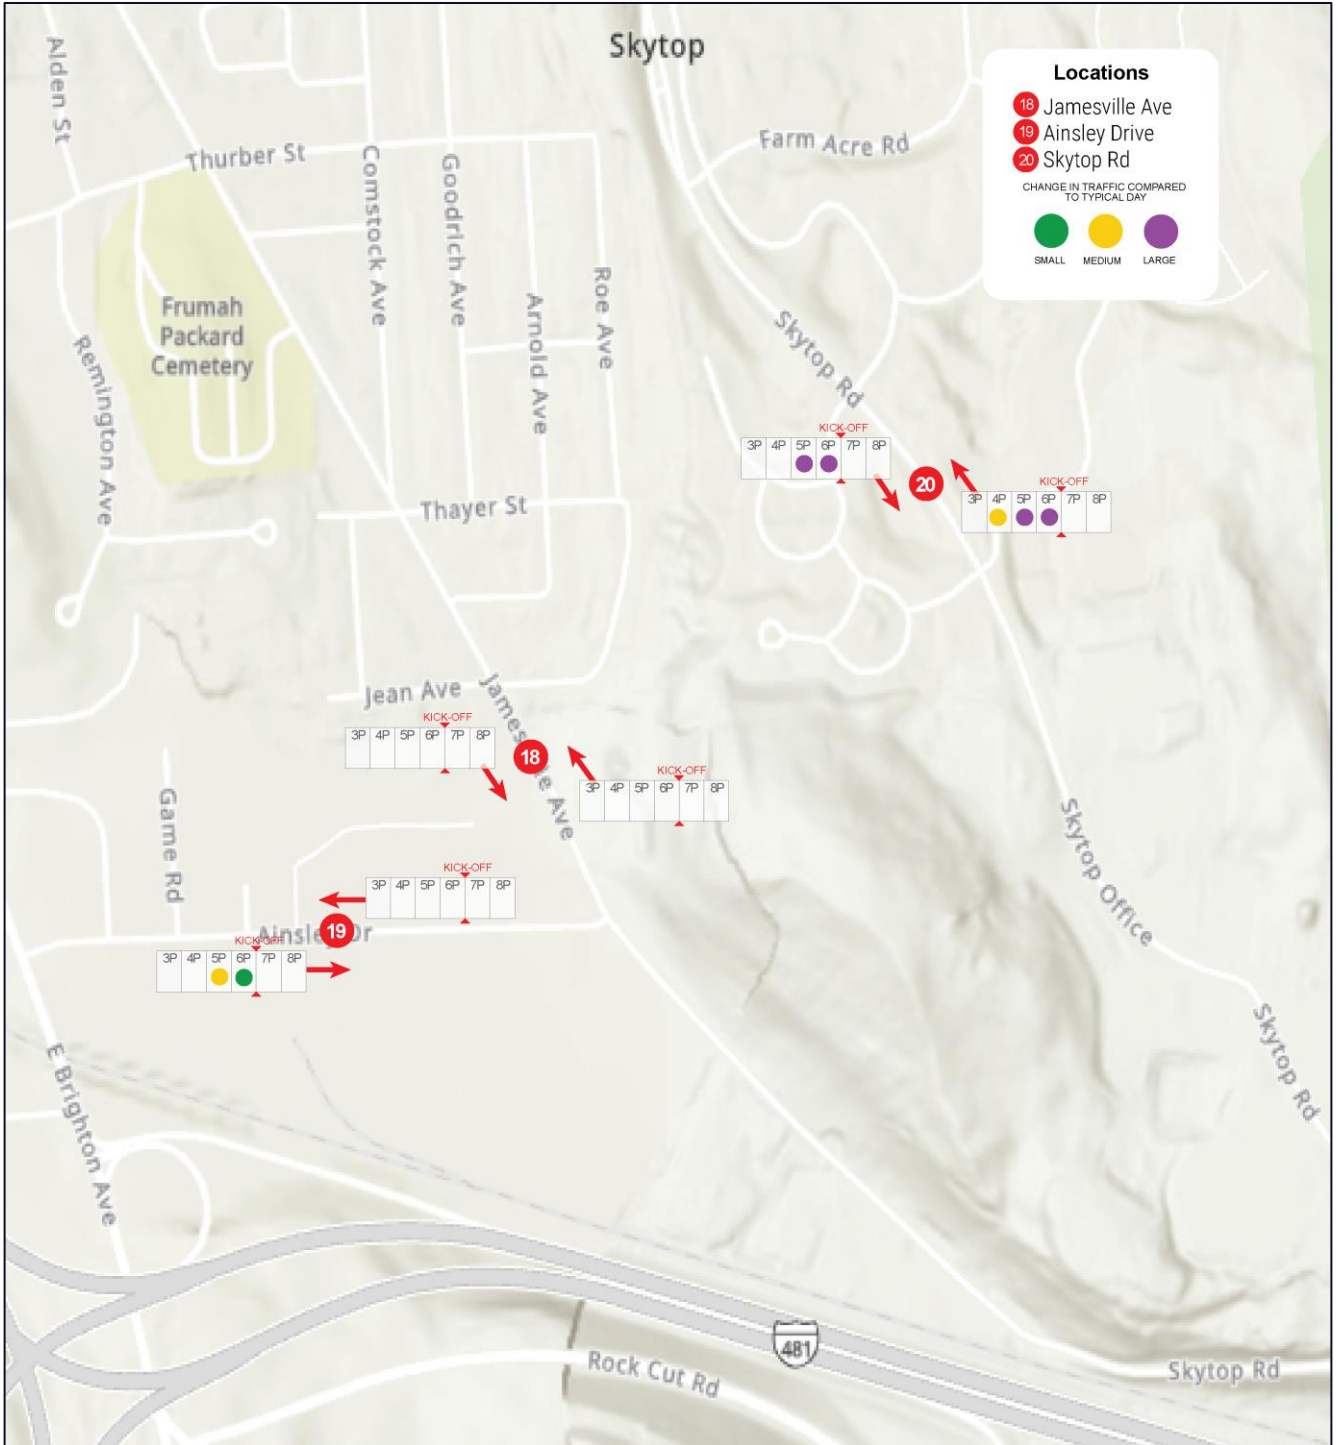 Skytop
Alden St
Thurber St
Comstock Ave
Goodrich Ave
Farm Acre Rd
Locations
18 Jamesville Ave
19 Ainsley Drive
20 Skytop Rd
CHANGE IN TRAFFIC COMPARED
TO TYPICAL DAY
SMALL MEDIUM LARGE
Frumah
Packard
Cemetery
Remington Ave
Arnold Ave
Roe Ave
Skytop Rd
KICK-OFF
3P 4P 5P 6P 7P 8P
20
KICK-OFF
3P 4P 5P 6P 7P 8P
Thayer St
Jean Ave
Jamesville Ave
KICK-OFF
3P 4P 5P 6P 7P 8P
18
KICK-OFF
3P 4P 5P 6P 7P 8P
Game Rd
KICK-OFF
3P 4P 5P 6P 7P 8P
Ainsley Dr
19
KICK-OFF
3P 4P 5P 6P 7P 8P
Skytop Office
Skytop Rd
E Brighton Ave
481
Rock Cut Rd
Skytop Rd